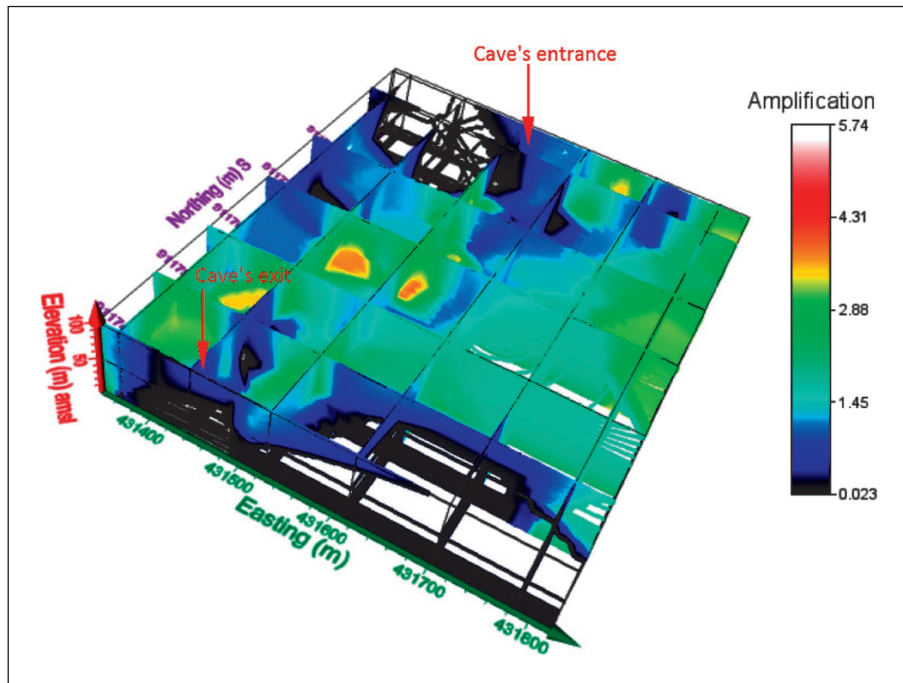 Cave's entrance
Amplification
5.74
4.31
2.88
1.45
0.023
Northing (m) S
Cave's exit
Elevation (m) amsl
100
50
431400
431500
431600
431700
431800
Easting (m)